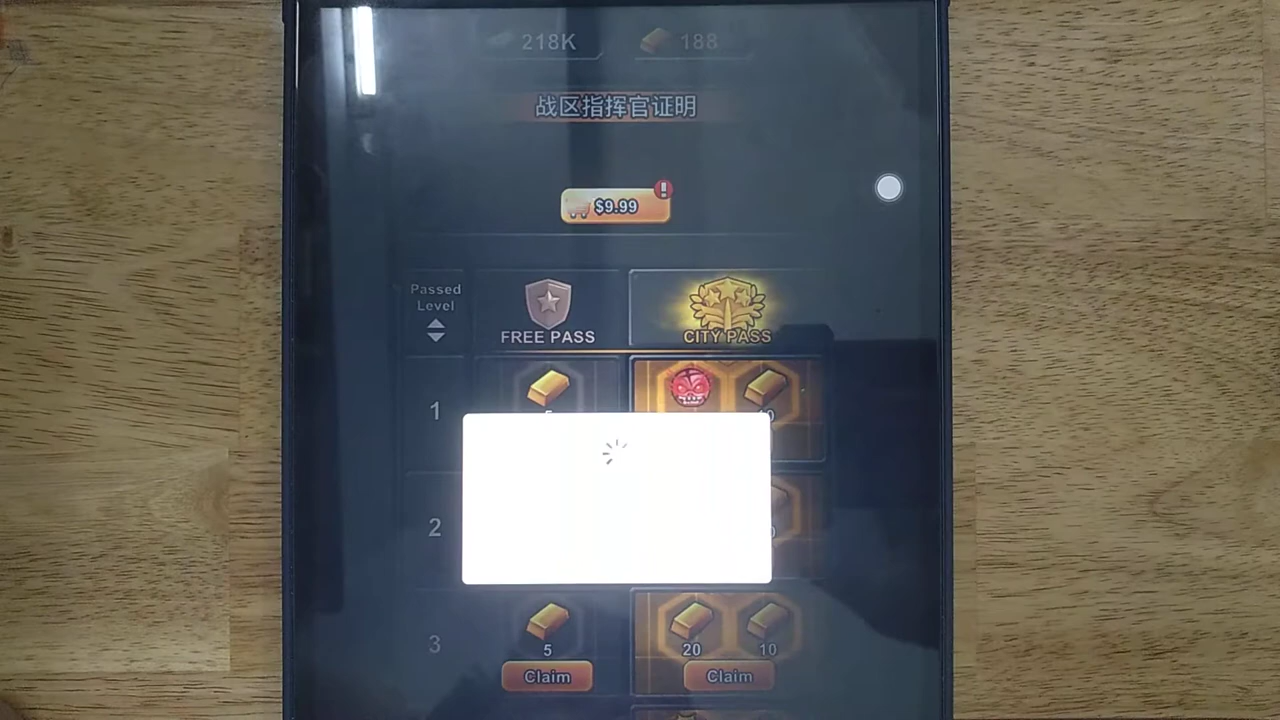 218K 188
战区指挥官证明
$9.99
Passed
Level
FREE PASS
CITY PASS
1
2
3
5
20
10
Claim
Claim